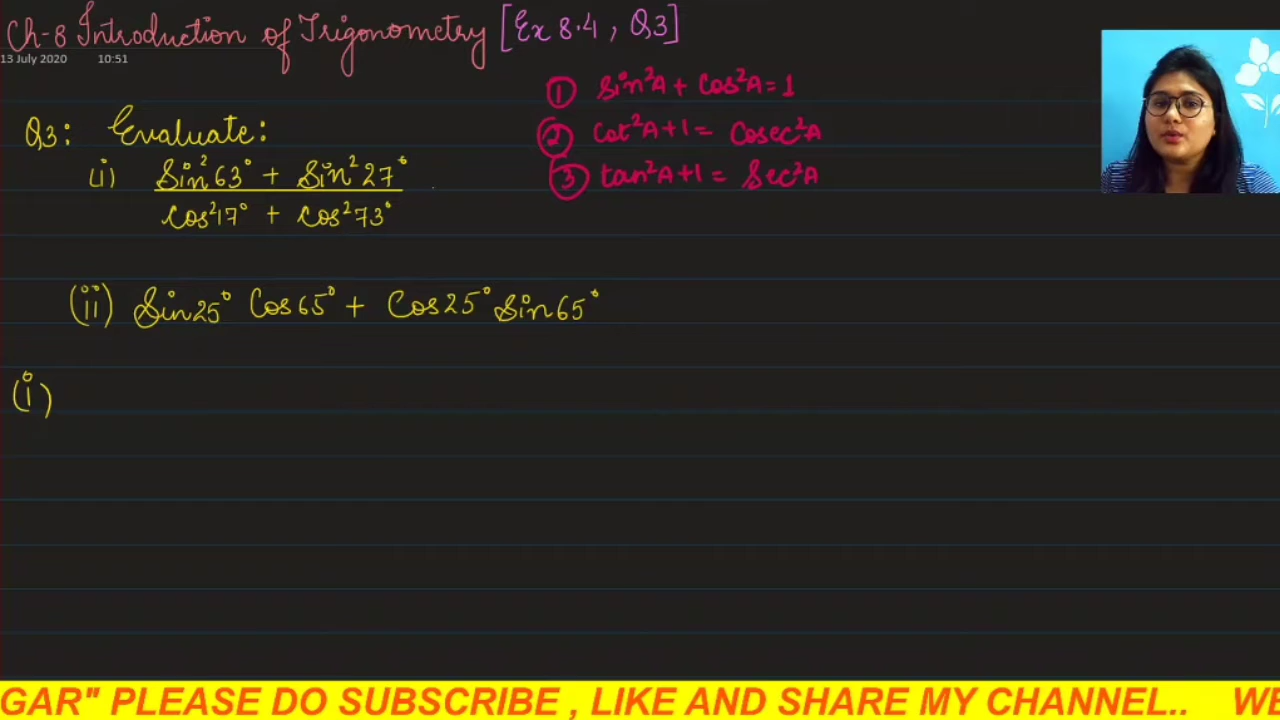 Ch-8 Introduction of Trigonometry [Ex 8.4, Q3]
13 July 2020 10:51
① Sin²A + Cos²A = 1
② Cot²A + 1 = Cosec²A
③ tan²A + 1 = Sec²A
Q3: Evaluate:
(i) Sin²63° + Sin²27°
Cos²17° + Cos²73°
(ii) Sin25° Cos65° + Cos25° Sin65°
(i)
GAR" PLEASE DO SUBSCRIBE , LIKE AND SHARE MY CHANNEL.. WE